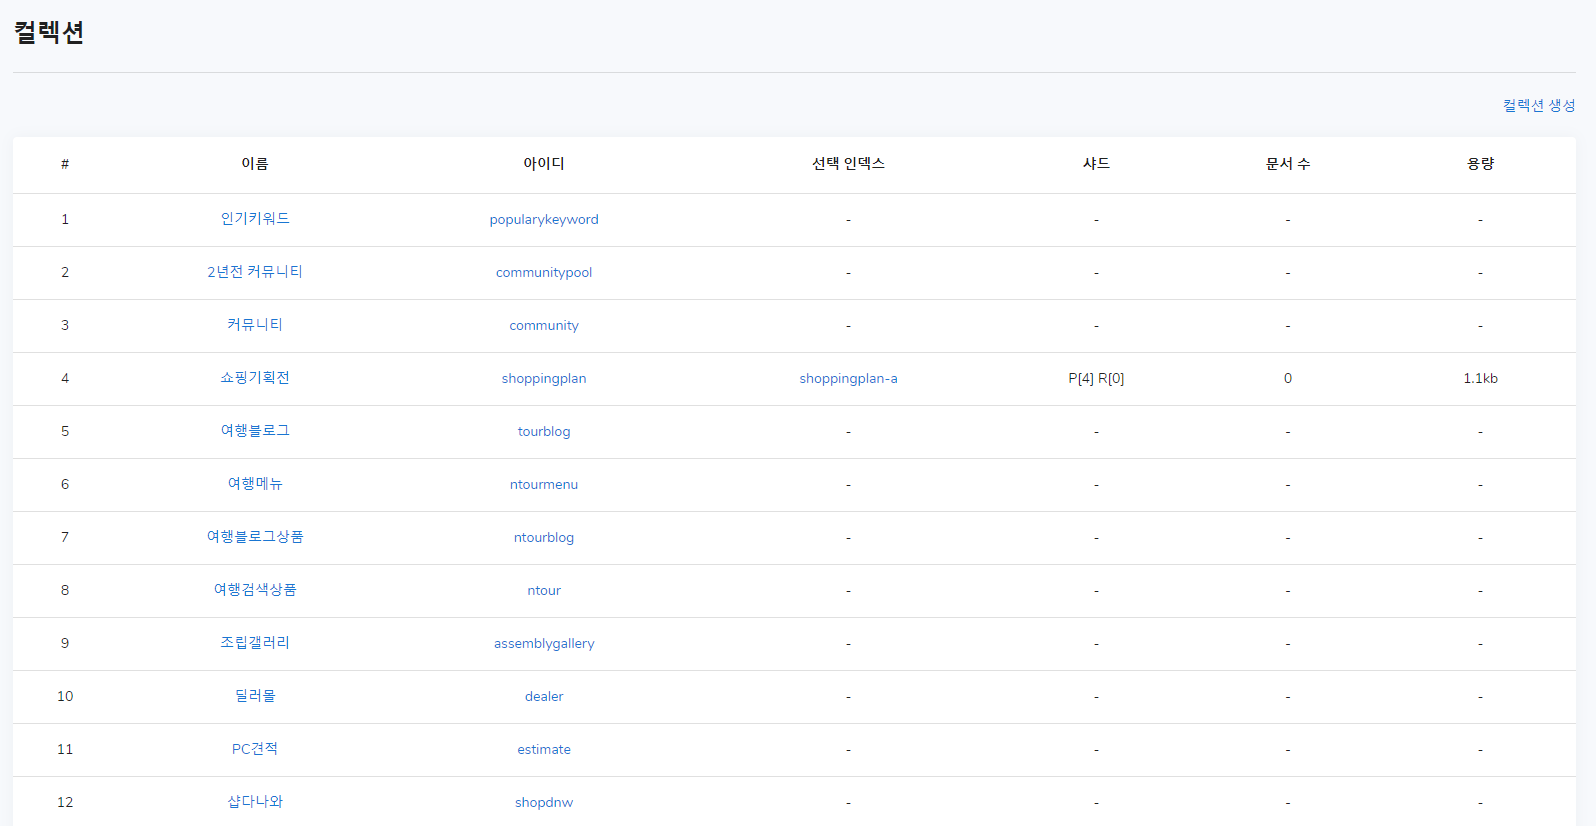 컬렉션
컬렉션 생성
# 이름 아이디 선택 인덱스 샤드 문서 수 용량
1 인기키워드 popularykeyword - - - -
2 2년전 커뮤니티 communitypool - - - -
3 커뮤니티 community - - - -
4 쇼핑기획전 shoppingplan shoppingplan-a P[4] R[0] 0 1.1kb
5 여행블로그 tourblog - - - -
6 여행메뉴 ntourmenu - - - -
7 여행블로그상품 ntourblog - - - -
8 여행검색상품 ntour - - - -
9 조립갤러리 assemblygallery - - - -
10 딜러몰 dealer - - - -
11 PC견적 estimate - - - -
12 샵다나와 shopdnw - - - -